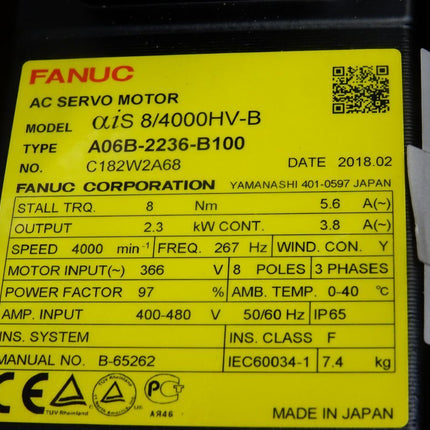 FANUC
AC SERVO MOTOR
MODEL αiS 8/4000HV-B
TYPE A06B-2236-B100
NO. C182W2A68 DATE 2018.02
FANUC CORPORATION YAMANASHI 401-0597 JAPAN
STALL TRQ. 8 Nm 5.6 A(~)
OUTPUT 2.3 kW CONT. 3.8 A(~)
SPEED 4000 min⁻¹ FREQ. 267 Hz WIND. CON. Y
MOTOR INPUT(~) 366 V 8 POLES 3 PHASES
POWER FACTOR 97 % AMB. TEMP. 0-40 ℃
AMP. INPUT 400-480 V 50/60 Hz IP65
INS. SYSTEM INS. CLASS F
MANUAL NO. B-65262 IEC60034-1 7.4 kg
CE TUV Rheinland US
АЯ46 MADE IN JAPAN